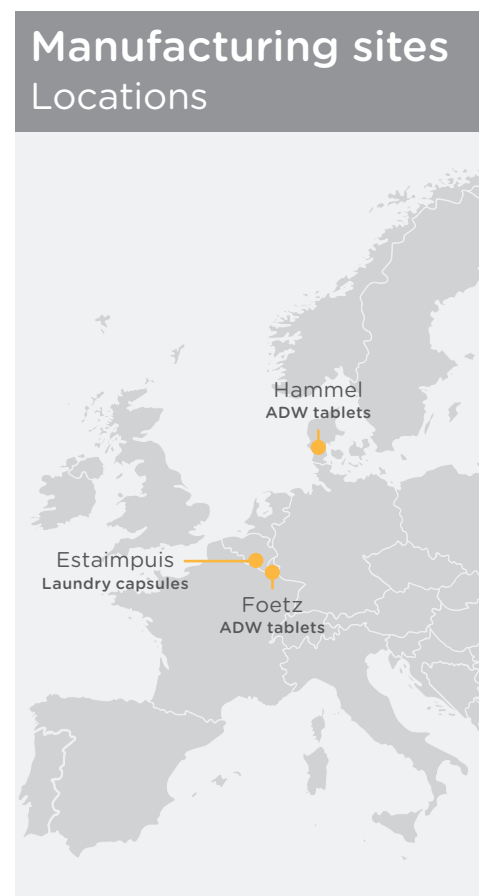 Manufacturing sites
Locations
Hammel
ADW tablets
Estaimpuis
Laundry capsules
Foetz
ADW tablets